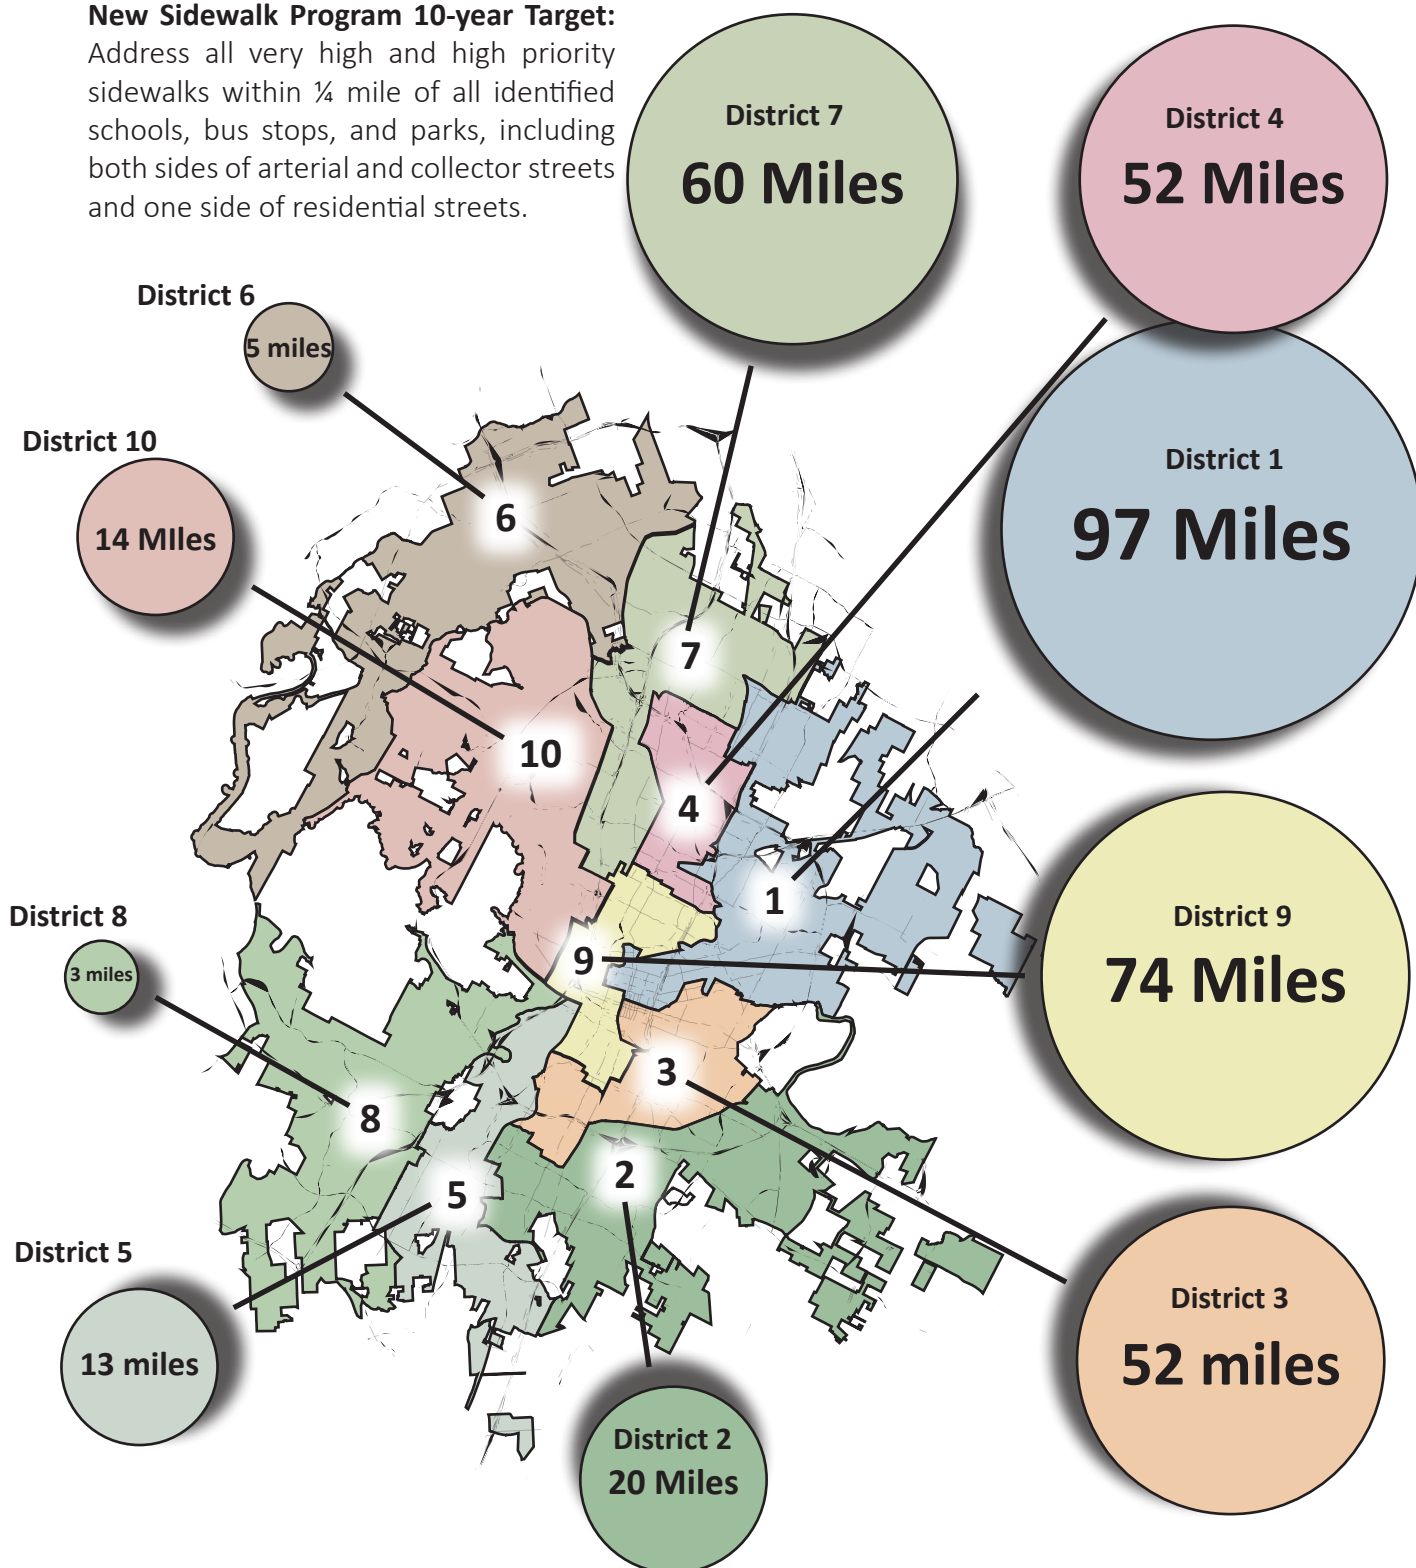 New Sidewalk Program 10-year Target:
Address all very high and high priority
sidewalks within ¼ mile of all identified
schools, bus stops, and parks, including
both sides of arterial and collector streets
and one side of residential streets.
District 7
60 Miles
District 4
52 Miles
District 6
5 miles
District 10
14 MIles
District 1
97 Miles
6
7
10
4
1
District 8
3 miles
9
District 9
74 Miles
3
8
2
5
District 5
13 miles
District 3
52 miles
District 2
20 Miles